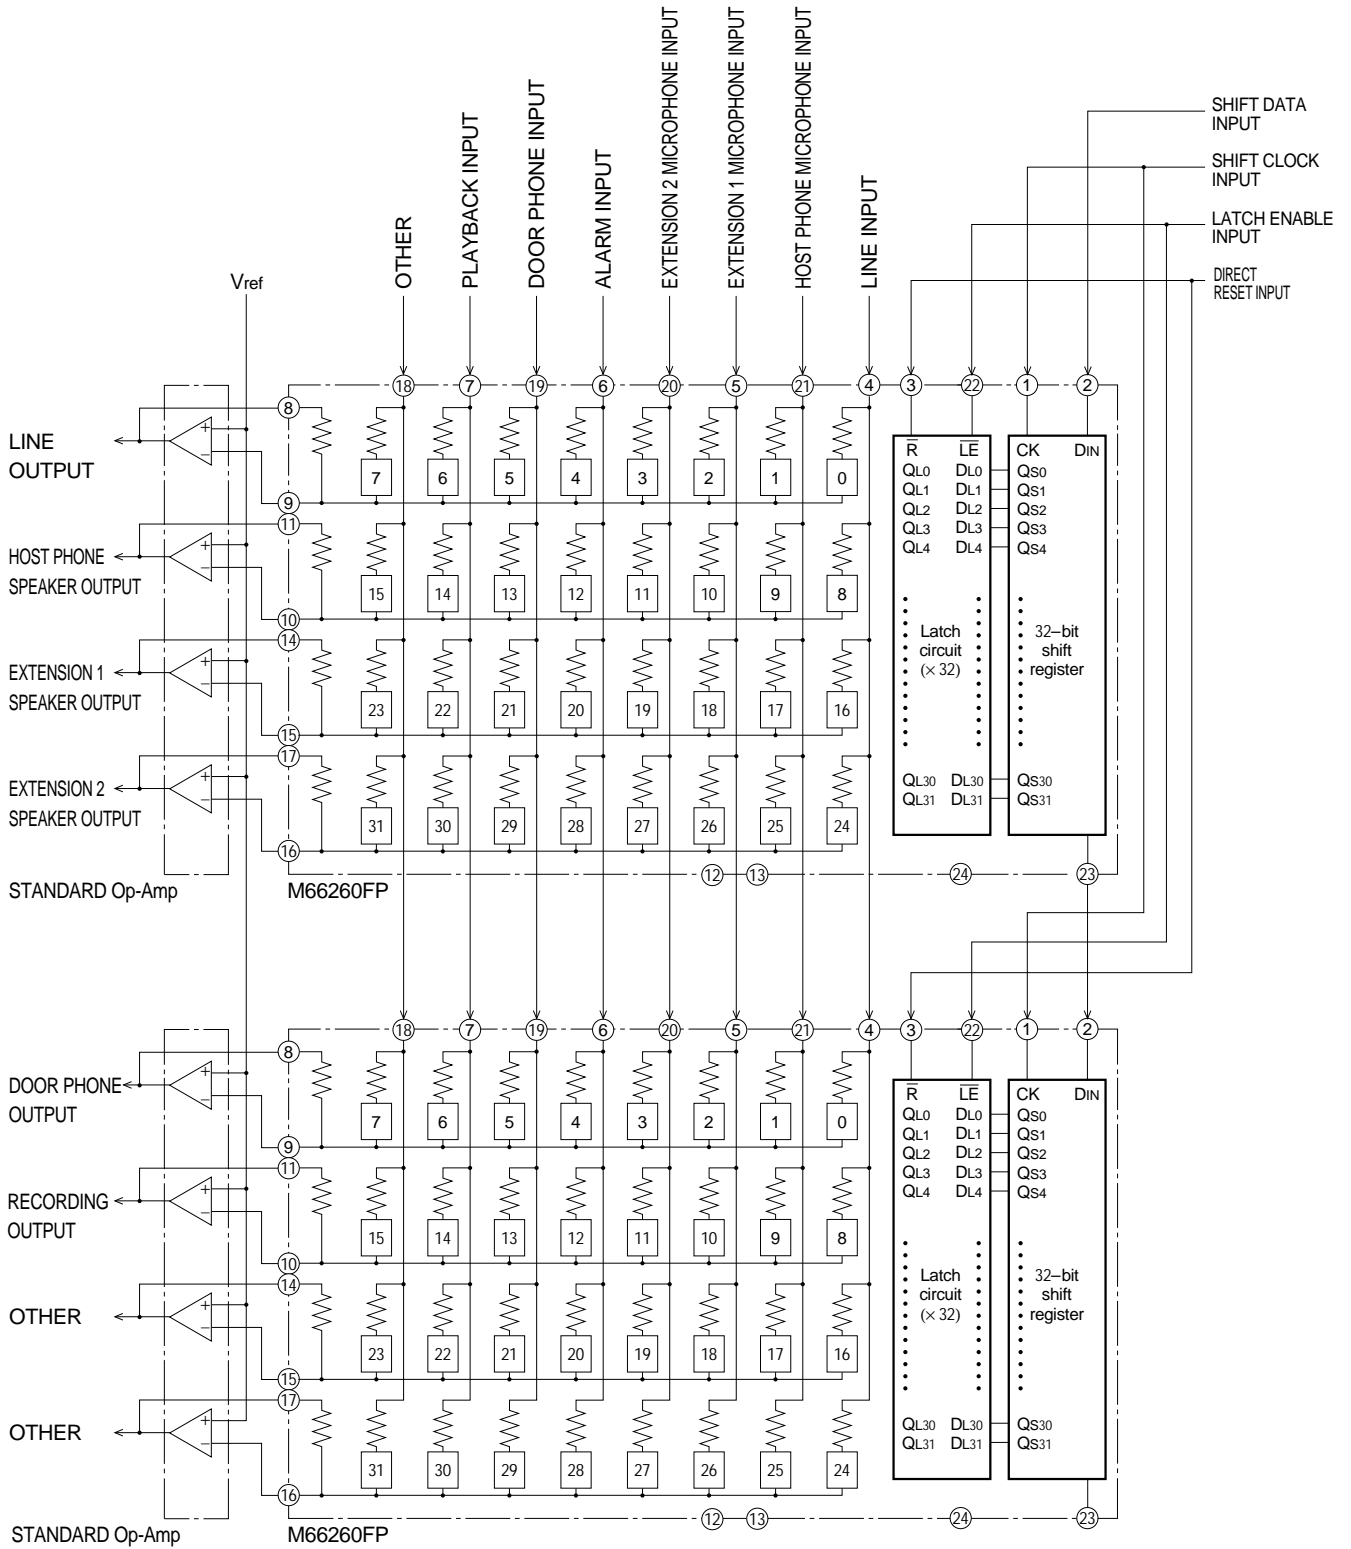 SHIFT DATA
INPUT
SHIFT CLOCK
INPUT
LATCH ENABLE
INPUT
DIRECT
RESET INPUT
Vref
OTHER
PLAYBACK INPUT
DOOR PHONE INPUT
ALARM INPUT
EXTENSION 2 MICROPHONE INPUT
EXTENSION 1 MICROPHONE INPUT
HOST PHONE MICROPHONE INPUT
LINE INPUT
18 7 19 6 20 5 21 4 3 22 1 2
8
LINE
OUTPUT
+
−
7 6 5 4 3 2 1 0
9
11
HOST PHONE
SPEAKER OUTPUT
+
−
15 14 13 12 11 10 9 8
10
14
EXTENSION 1
SPEAKER OUTPUT
+
−
23 22 21 20 19 18 17 16
15
17
EXTENSION 2
SPEAKER OUTPUT
+
−
31 30 29 28 27 26 25 24
16
R LE CK DIN
QL0 DL0 QS0
QL1 DL1 QS1
QL2 DL2 QS2
QL3 DL3 QS3
QL4 DL4 QS4
Latch
circuit
(× 32)
32–bit
shift
register
QL30 DL30 QS30
QL31 DL31 QS31
12 13 24 23
STANDARD Op-Amp
M66260FP
18 7 19 6 20 5 21 4 3 22 1 2
8
DOOR PHONE
OUTPUT
+
−
7 6 5 4 3 2 1 0
9
11
RECORDING
OUTPUT
+
−
15 14 13 12 11 10 9 8
10
14
OTHER
+
−
23 22 21 20 19 18 17 16
15
17
OTHER
+
−
31 30 29 28 27 26 25 24
16
R LE CK DIN
QL0 DL0 QS0
QL1 DL1 QS1
QL2 DL2 QS2
QL3 DL3 QS3
QL4 DL4 QS4
Latch
circuit
(× 32)
32–bit
shift
register
QL30 DL30 QS30
QL31 DL31 QS31
12 13 24 23
STANDARD Op-Amp
M66260FP